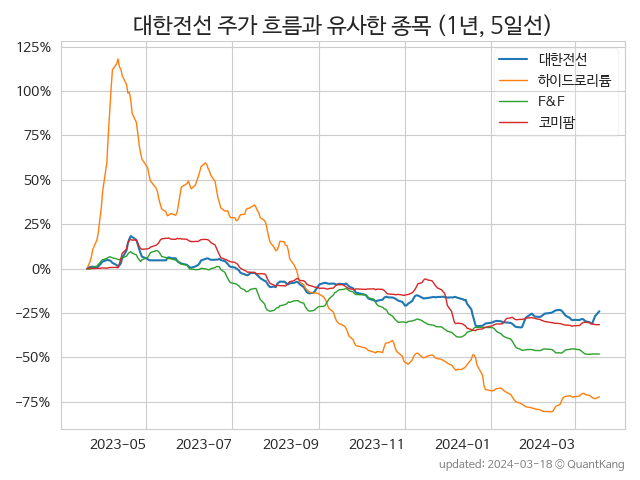 대한전선 주가 흐름과 유사한 종목 (1년, 5일선)
125%
100%
75%
50%
25%
0%
−25%
−50%
−75%
대한전선
하이드로리튬
F&F
코미팜
2023-05
2023-07
2023-09
2023-11
2024-01
2024-03
updated: 2024-03-18 © QuantKang